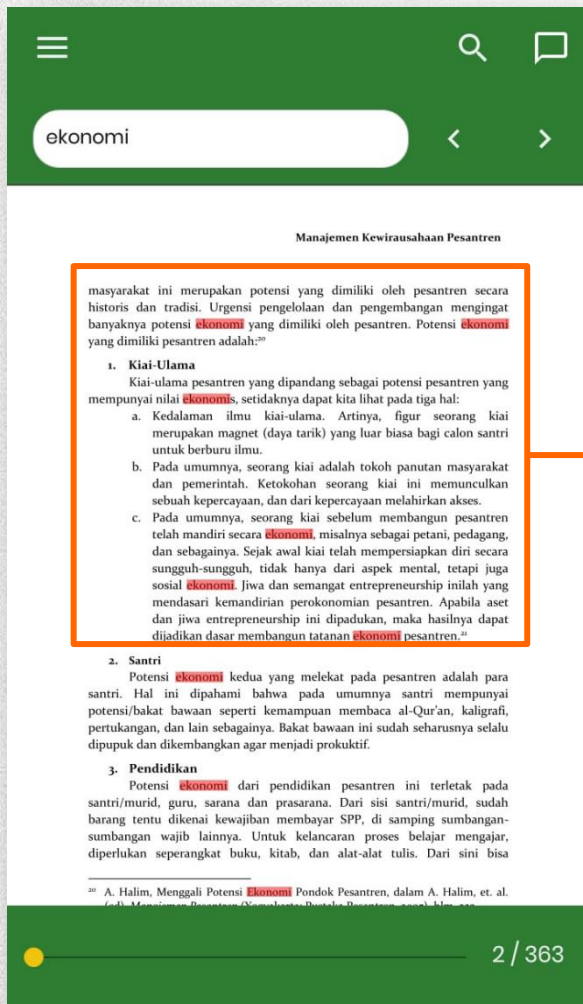 ekonomi
Manajemen Kewirausahaan Pesantren
masyarakat ini merupakan potensi yang dimiliki oleh pesantren secara
historis dan tradisi. Urgensi pengelolaan dan pengembangan mengingat
banyaknya potensi ekonomi yang dimiliki oleh pesantren. Potensi ekonomi
yang dimiliki pesantren adalah:²⁰
1. Kiai-Ulama
Kiai-ulama pesantren yang dipandang sebagai potensi pesantren yang
mempunyai nilai ekonomis, setidaknya dapat kita lihat pada tiga hal:
a. Kedalaman ilmu kiai-ulama. Artinya, figur seorang kiai
merupakan magnet (daya tarik) yang luar biasa bagi calon santri
untuk berburu ilmu.
b. Pada umumnya, seorang kiai adalah tokoh panutan masyarakat
dan pemerintah. Ketokohan seorang kiai ini memunculkan
sebuah kepercayaan, dan dari kepercayaan melahirkan akses.
c. Pada umumnya, seorang kiai sebelum membangun pesantren
telah mandiri secara ekonomi, misalnya sebagai petani, pedagang,
dan sebagainya. Sejak awal kiai telah mempersiapkan diri secara
sungguh-sungguh, tidak hanya dari aspek mental, tetapi juga
sosial ekonomi. Jiwa dan semangat entrepreneurship inilah yang
mendasari kemandirian perokonomian pesantren. Apabila aset
dan jiwa entrepreneurship ini dipadukan, maka hasilnya dapat
dijadikan dasar membangun tatanan ekonomi pesantren.²¹
2. Santri
Potensi ekonomi kedua yang melekat pada pesantren adalah para
santri. Hal ini dipahami bahwa pada umumnya santri mempunyai
potensi/bakat bawaan seperti kemampuan membaca al-Qur'an, kaligrafi,
pertukangan, dan lain sebagainya. Bakat bawaan ini sudah seharusnya selalu
dipupuk dan dikembangkan agar menjadi prokuktif.
3. Pendidikan
Potensi ekonomi dari pendidikan pesantren ini terletak pada
santri/murid, guru, sarana dan prasarana. Dari sisi santri/murid, sudah
barang tentu dikenai kewajiban membayar SPP, di samping sumbangan-
sumbangan wajib lainnya. Untuk kelancaran proses belajar mengajar,
diperlukan seperangkat buku, kitab, dan alat-alat tulis. Dari sini bisa
²⁰ A. Halim, Menggali Potensi Ekonomi Pondok Pesantren, dalam A. Halim, et. al.
2 / 363